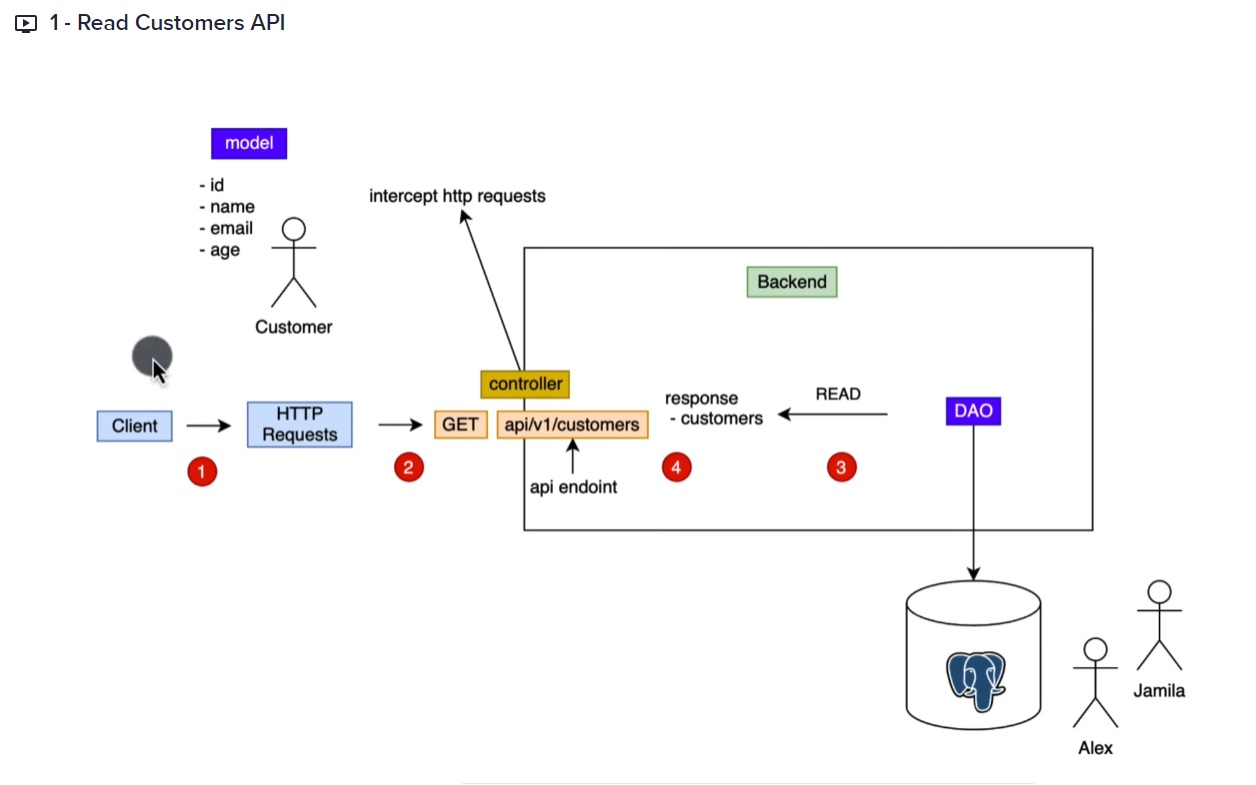 1 - Read Customers API
model
- id
- name
- email
- age
Customer
intercept http requests
Backend
controller
Client
HTTP
Requests
GET
api/v1/customers
api endoint
response
- customers
READ
DAO
1
2
4
3
Jamila
Alex